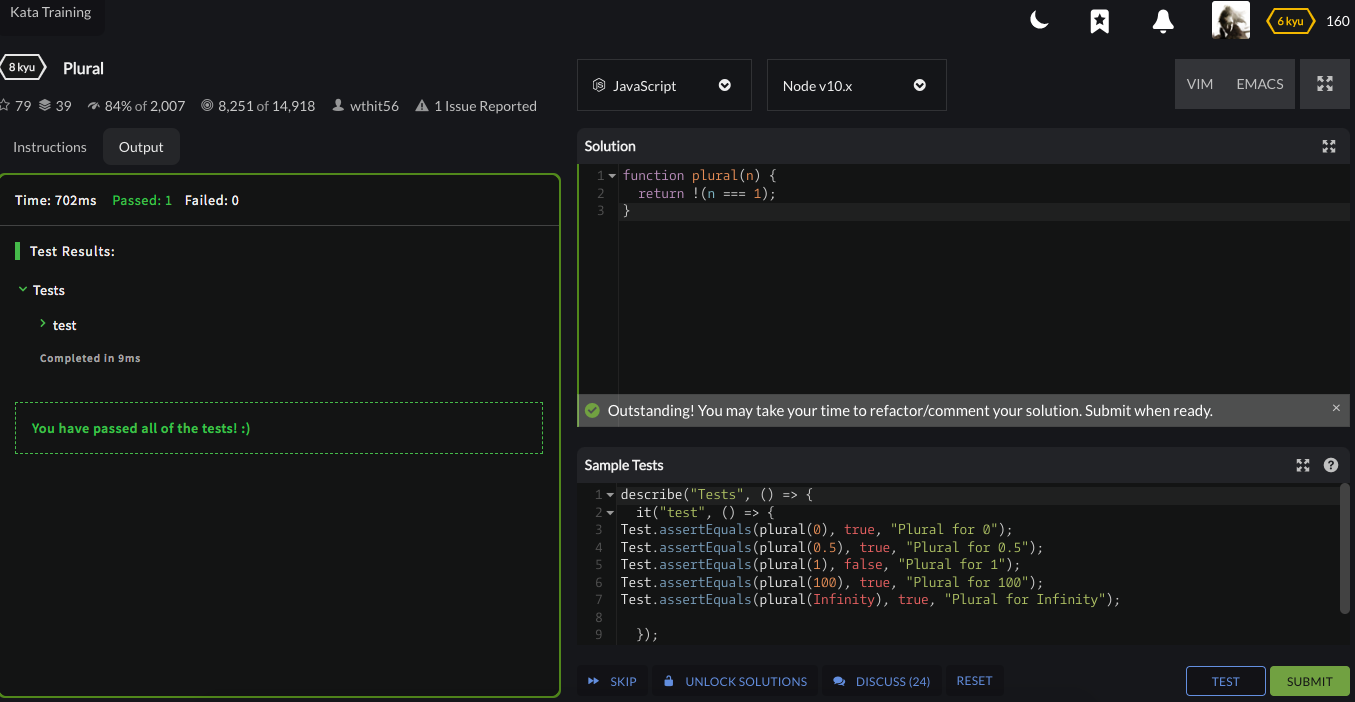 Kata Training
6 kyu 160
8 kyu Plural
79 39 84% of 2,007 8,251 of 14,918 wthit56 1 Issue Reported
Instructions Output
Time: 702ms Passed: 1 Failed: 0
Test Results:
Tests
test
Completed in 9ms
You have passed all of the tests! :)
JavaScript Node v10.x VIM EMACS
Solution
1 function plural(n) {
2 return !(n === 1);
3 }
Outstanding! You may take your time to refactor/comment your solution. Submit when ready. ×
Sample Tests ?
1 describe("Tests", () => {
2 it("test", () => {
3 Test.assertEquals(plural(0), true, "Plural for 0");
4 Test.assertEquals(plural(0.5), true, "Plural for 0.5");
5 Test.assertEquals(plural(1), false, "Plural for 1");
6 Test.assertEquals(plural(100), true, "Plural for 100");
7 Test.assertEquals(plural(Infinity), true, "Plural for Infinity");
8
9 });
SKIP UNLOCK SOLUTIONS DISCUSS (24) RESET TEST SUBMIT